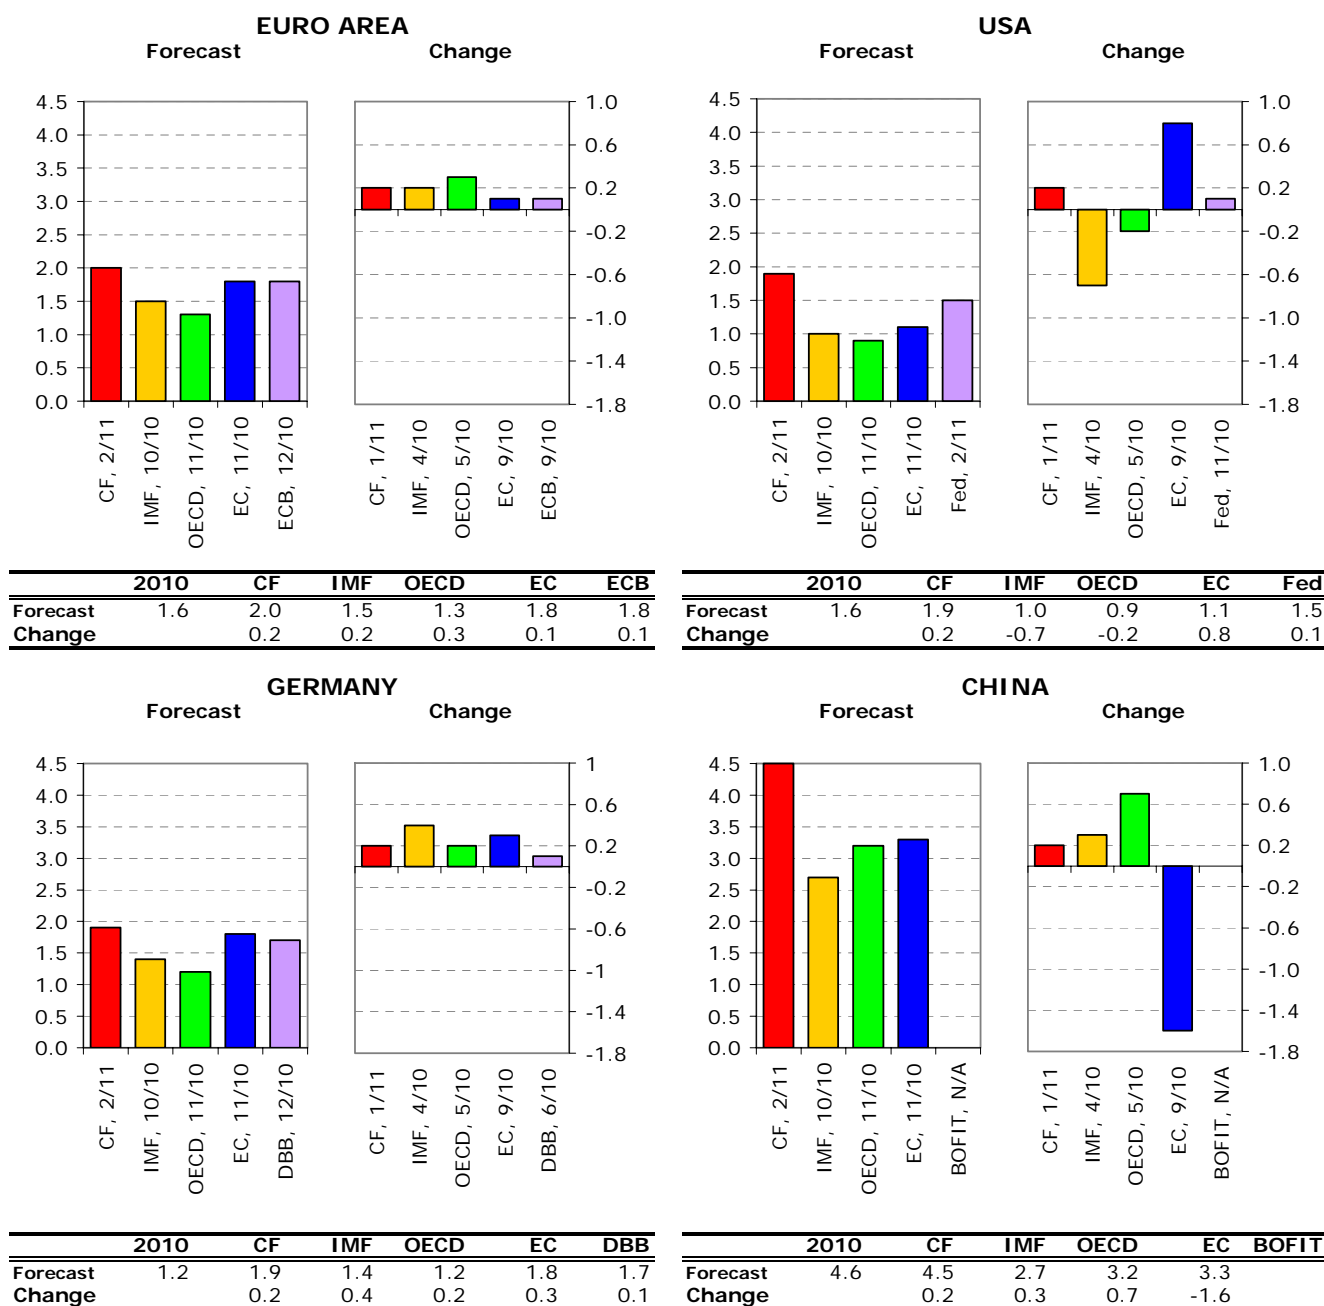 EURO AREA
Forecast Change
4.5
4.0
3.5
3.0
2.5
2.0
1.5
1.0
0.5
0.0
1.0
0.6
0.2
-0.2
-0.6
-1.0
-1.4
-1.8
CF, 2/11
IMF, 10/10
OECD, 11/10
EC, 11/10
ECB, 12/10
CF, 1/11
IMF, 4/10
OECD, 5/10
EC, 9/10
ECB, 9/10
2010 CF IMF OECD EC ECB
Forecast 1.6 2.0 1.5 1.3 1.8 1.8
Change 0.2 0.2 0.3 0.1 0.1
USA
Forecast Change
4.5
4.0
3.5
3.0
2.5
2.0
1.5
1.0
0.5
0.0
1.0
0.6
0.2
-0.2
-0.6
-1.0
-1.4
-1.8
CF, 2/11
IMF, 10/10
OECD, 11/10
EC, 11/10
Fed, 2/11
CF, 1/11
IMF, 4/10
OECD, 5/10
EC, 9/10
Fed, 11/10
2010 CF IMF OECD EC Fed
Forecast 1.6 1.9 1.0 0.9 1.1 1.5
Change 0.2 -0.7 -0.2 0.8 0.1
GERMANY
Forecast Change
4.5
4.0
3.5
3.0
2.5
2.0
1.5
1.0
0.5
0.0
1
0.6
0.2
-0.2
-0.6
-1
-1.4
-1.8
CF, 2/11
IMF, 10/10
OECD, 11/10
EC, 11/10
DBB, 12/10
CF, 1/11
IMF, 4/10
OECD, 5/10
EC, 9/10
DBB, 6/10
2010 CF IMF OECD EC DBB
Forecast 1.2 1.9 1.4 1.2 1.8 1.7
Change 0.2 0.4 0.2 0.3 0.1
CHINA
Forecast Change
4.5
4.0
3.5
3.0
2.5
2.0
1.5
1.0
0.5
0.0
1.0
0.6
0.2
-0.2
-0.6
-1.0
-1.4
-1.8
CF, 2/11
IMF, 10/10
OECD, 11/10
EC, 11/10
BOFIT, N/A
CF, 1/11
IMF, 4/10
OECD, 5/10
EC, 9/10
BOFIT, N/A
2010 CF IMF OECD EC BOFIT
Forecast 4.6 4.5 2.7 3.2 3.3
Change 0.2 0.3 0.7 -1.6